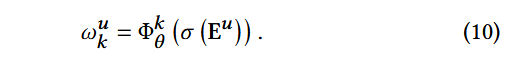 ω_k^u = Φ_θ^k (σ (E^u)) . (10)